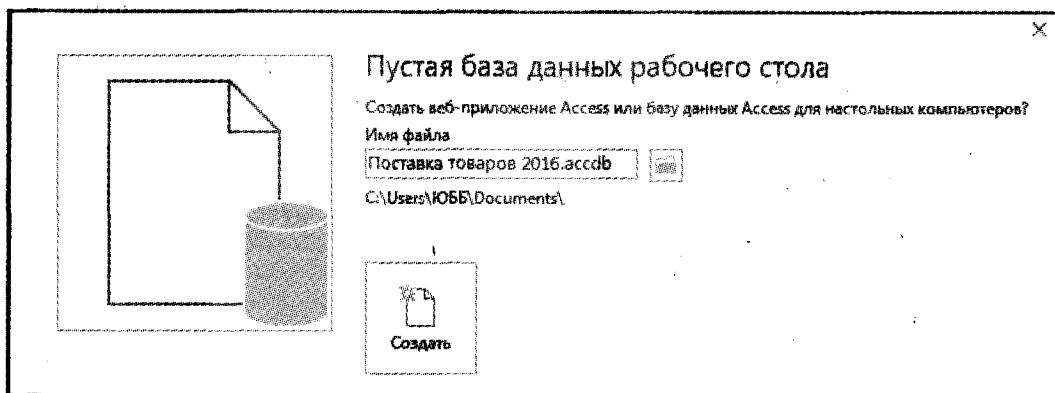 Пустая база данных рабочего стола
Создать веб-приложение Access или базу данных Access для настольных компьютеров?
Имя файла
Поставка товаров 2016.accdb
C:\Users\ЮББ\Documents\
Создать